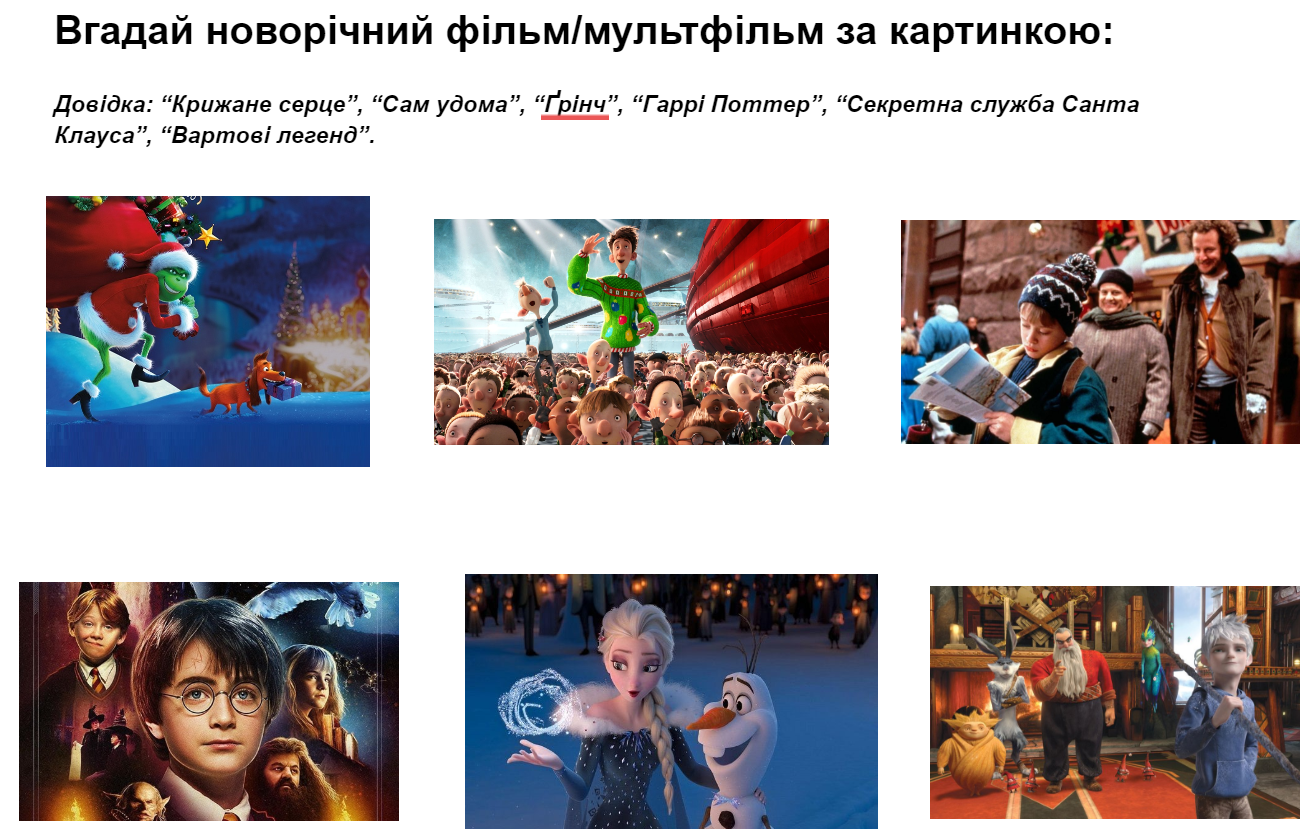 Вгадай новорічний фільм/мультфільм за картинкою:
Довідка: “Крижане серце”, “Сам удома”, “Ґрінч”, “Гаррі Поттер”, “Секретна служба Санта
Клауса”, “Вартові легенд”.